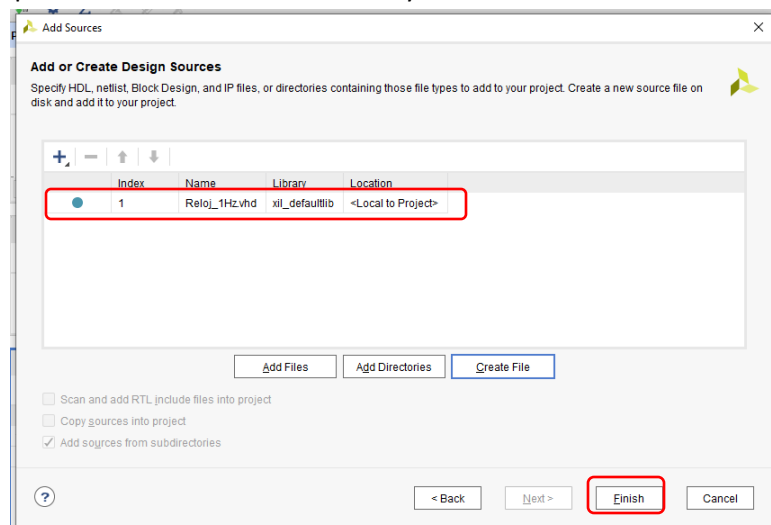 Add Sources
Add or Create Design Sources
Specify HDL, netlist, Block Design, and IP files, or directories containing those file types to add to your project. Create a new source file on
disk and add it to your project.
Index Name Library Location
1 Reloj_1Hz.vhd xil_defaultlib <Local to Project>
Add Files Add Directories Create File
Scan and add RTL include files into project
Copy sources into project
Add sources from subdirectories
? < Back Next > Finish Cancel